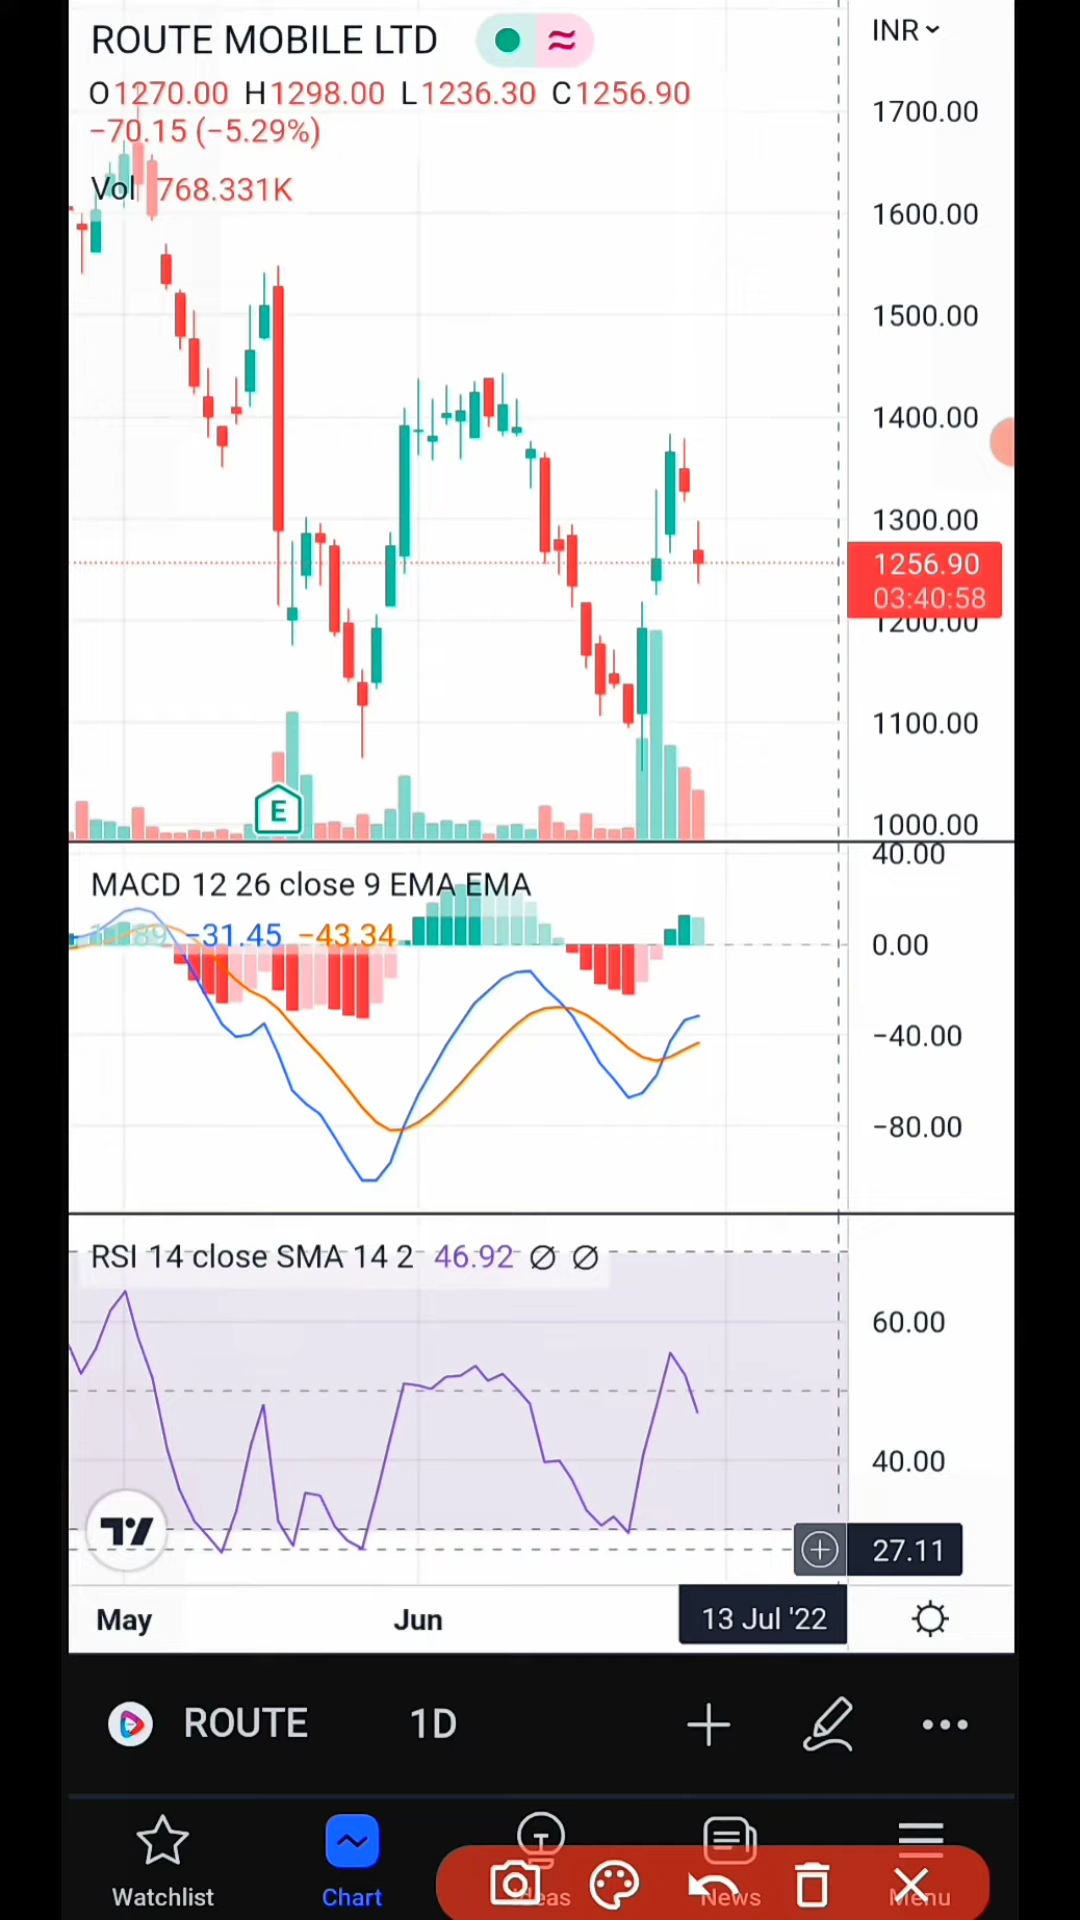 ROUTE MOBILE LTD
INR
O1270.00 H1298.00 L1236.30 C1256.90
−70.15 (−5.29%)
Vol 768.331K
1700.00
1600.00
1500.00
1400.00
1300.00
1256.90
03:40:58
1200.00
1100.00
E
1000.00
40.00
MACD 12 26 close 9 EMA EMA
−31.45 −43.34
0.00
−40.00
−80.00
RSI 14 close SMA 14 2 46.92 ∅ ∅
60.00
40.00
27.11
May Jun 13 Jul '22
ROUTE 1D
Watchlist Chart Ideas News Menu